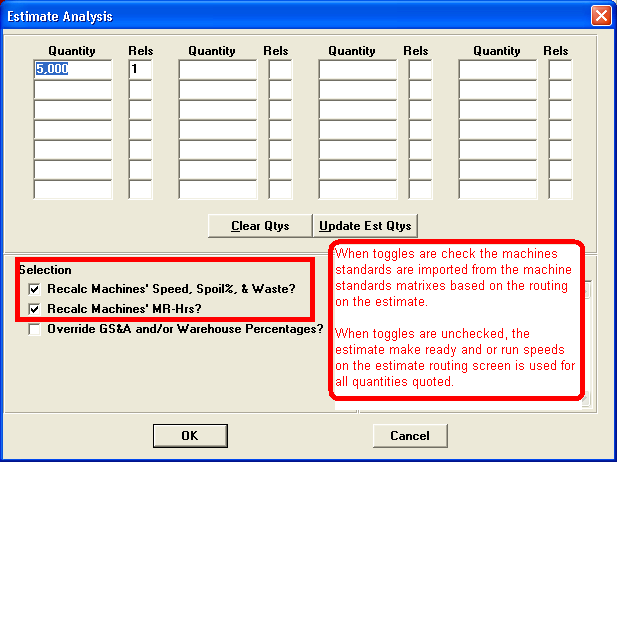 Estimate Analysis
Quantity Rels Quantity Rels Quantity Rels Quantity Rels
5,000 1
Clear Qtys Update Est Qtys
Selection
Recalc Machines' Speed, Spoil%, & Waste?
Recalc Machines' MR-Hrs?
Override GS&A and/or Warehouse Percentages?
When toggles are check the machines
standards are imported from the machine
standards matrixes based on the routing
on the estimate.
When toggles are unchecked, the
estimate make ready and or run speeds
on the estimate routing screen is used for
all quantities quoted.
OK Cancel